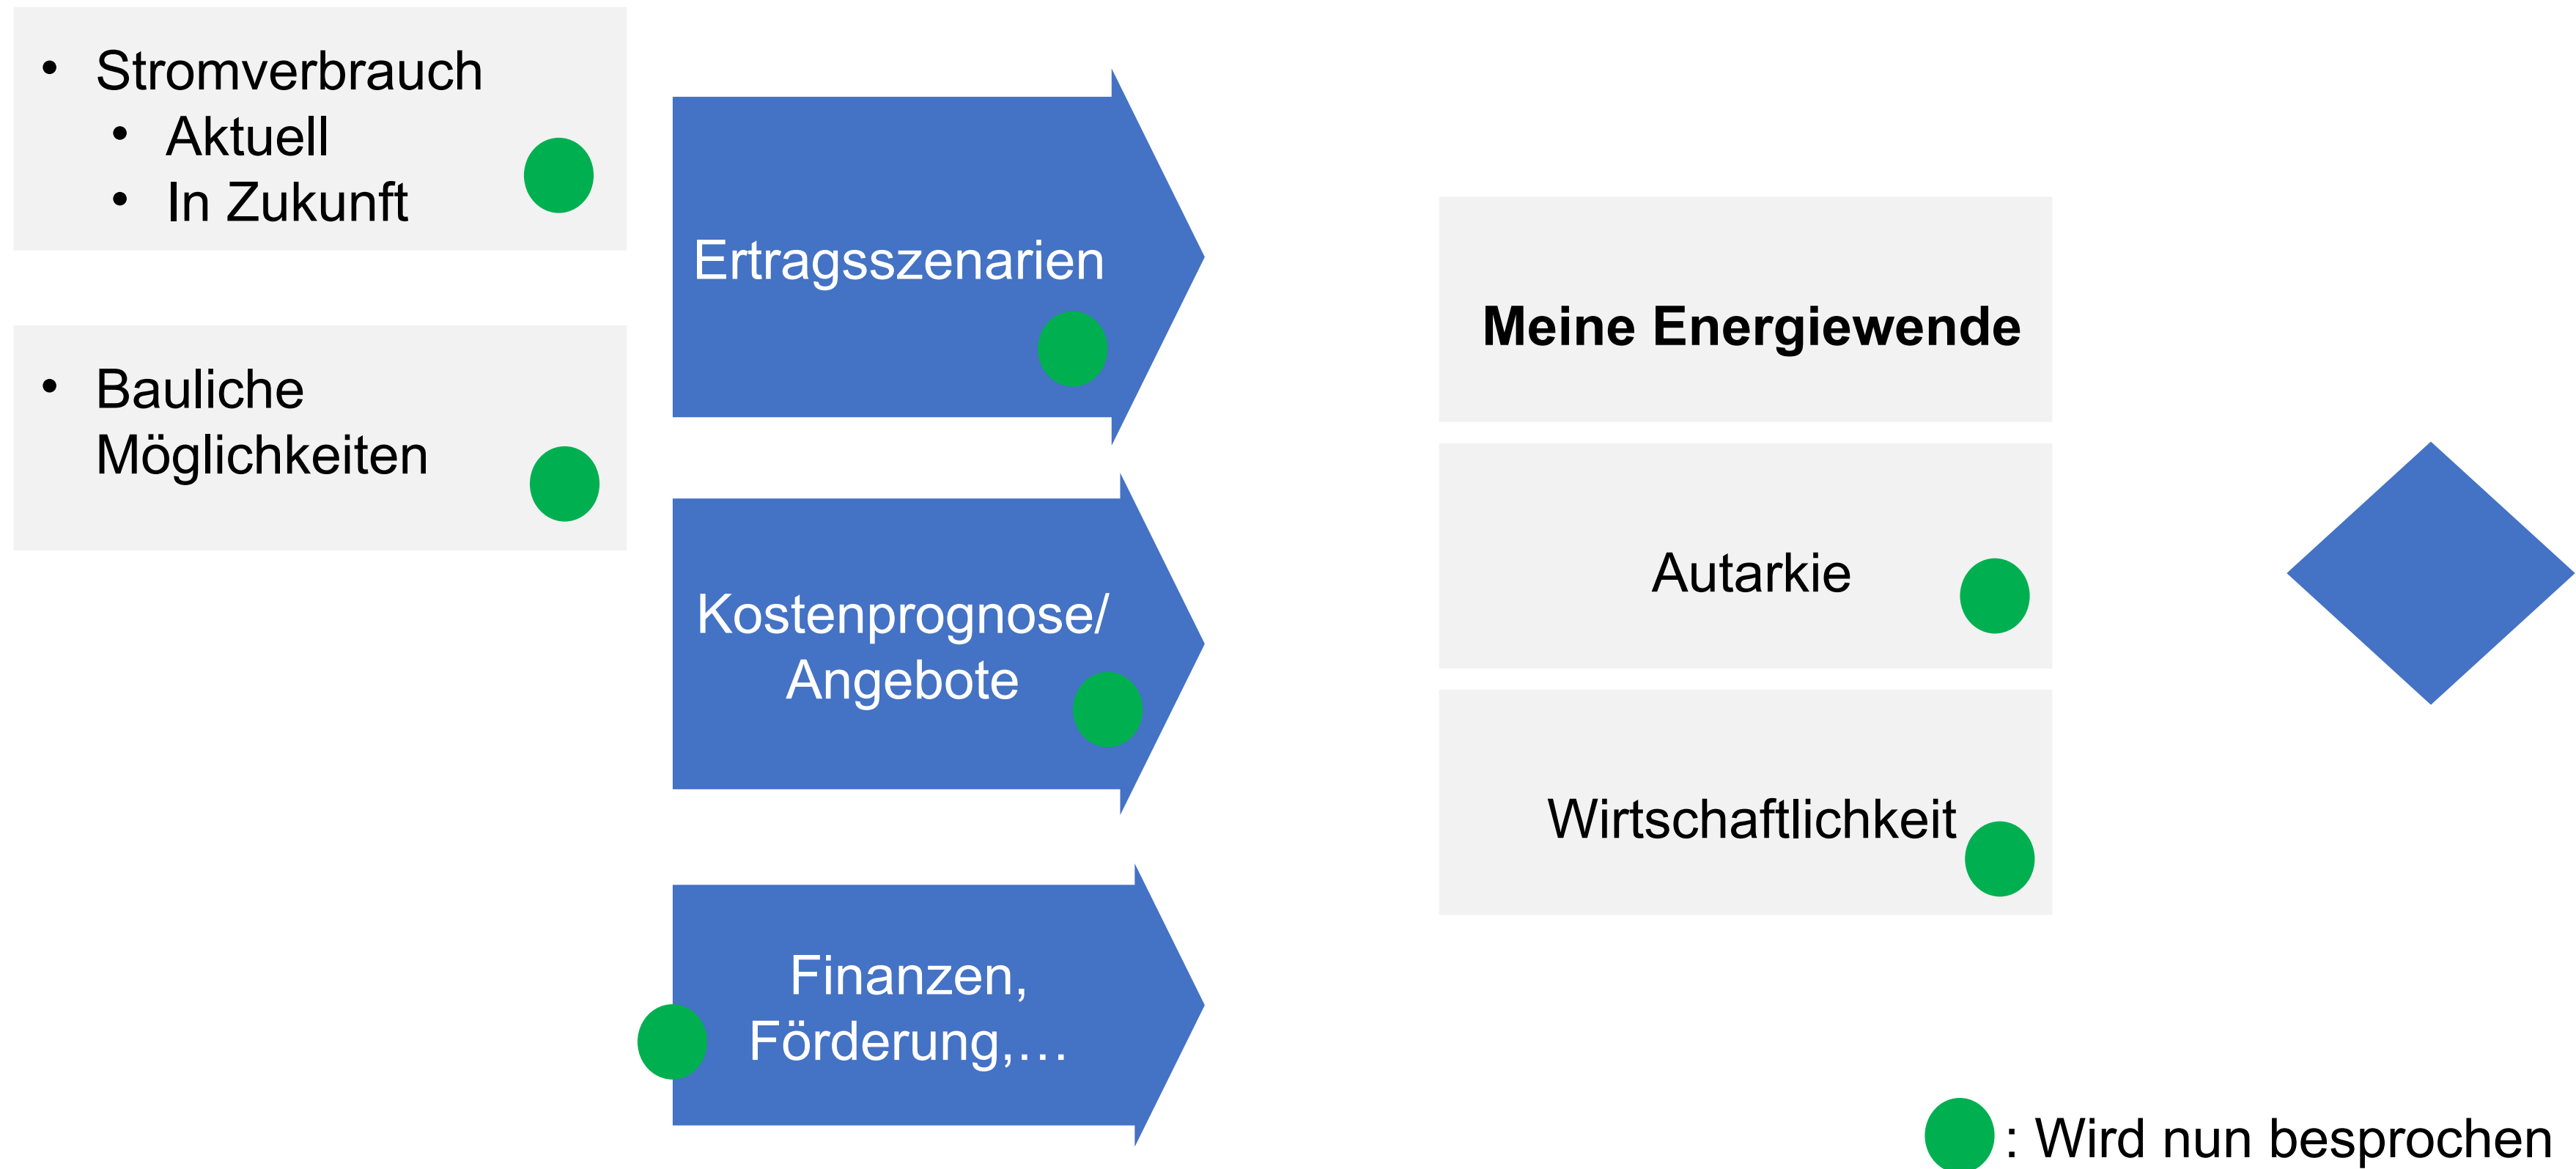 • Stromverbrauch
• Aktuell
• In Zukunft
• Bauliche
Möglichkeiten
Ertragsszenarien
Kostenprognose/
Angebote
Finanzen,
Förderung,…
Meine Energiewende
Autarkie
Wirtschaftlichkeit
: Wird nun besprochen